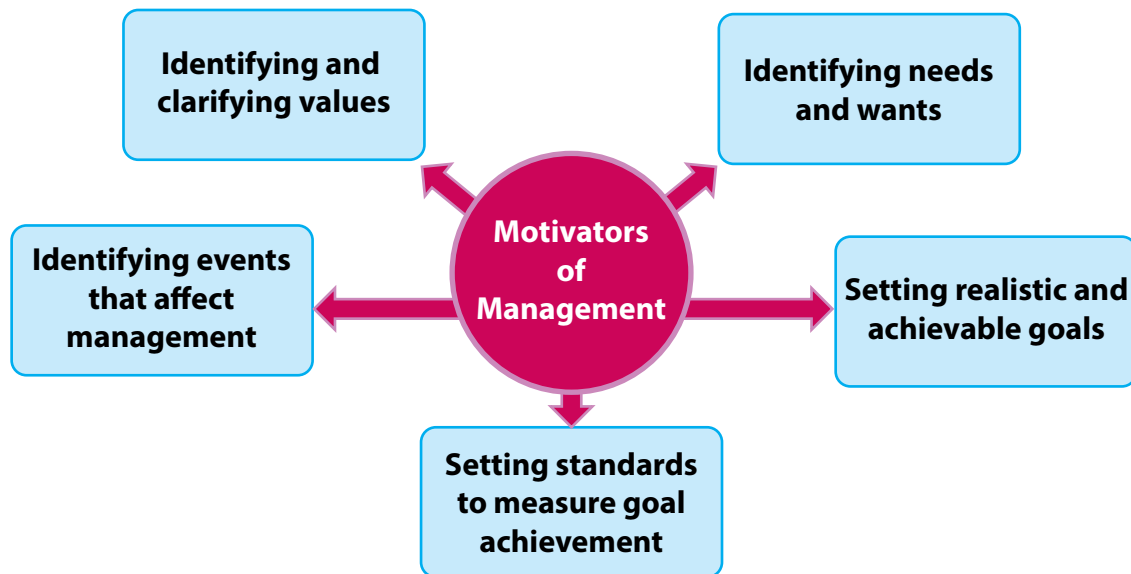 Identifying and
clarifying values
Identifying needs
and wants
Motivators
of
Management
Identifying events
that affect
management
Setting realistic and
achievable goals
Setting standards
to measure goal
achievement